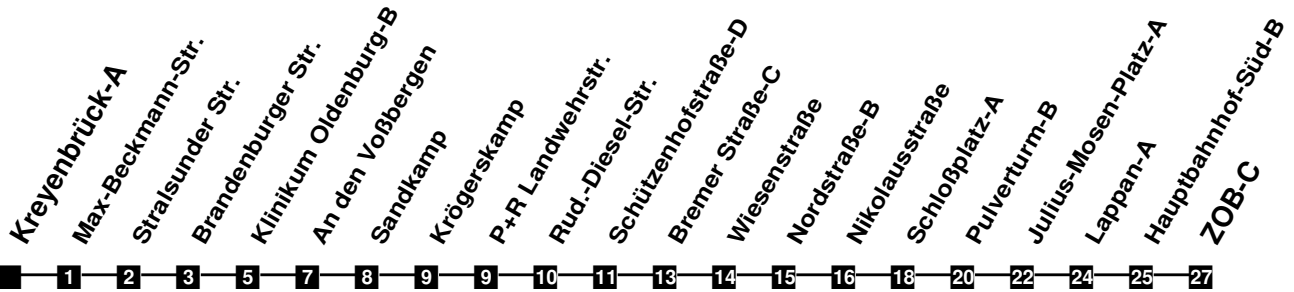 Kreyenbrück-A
Max-Beckmann-Str.
Stralsunder Str.
Brandenburger Str.
Klinikum Oldenburg-B
An den Voßbergen
Sandkamp
Krögerskamp
P+R Landwehrstr.
Rud.-Diesel-Str.
Schützenhofstraße-D
Bremer Straße-C
Wiesenstraße
Nordstraße-B
Nikolausstraße
Schloßplatz-A
Pulverturm-B
Julius-Mosen-Platz-A
Lappan-A
Hauptbahnhof-Süd-B
ZOB-C
1 2 3 5 7 8 9 9 10 11 13 14 15 16 18 20 22 24 25 27